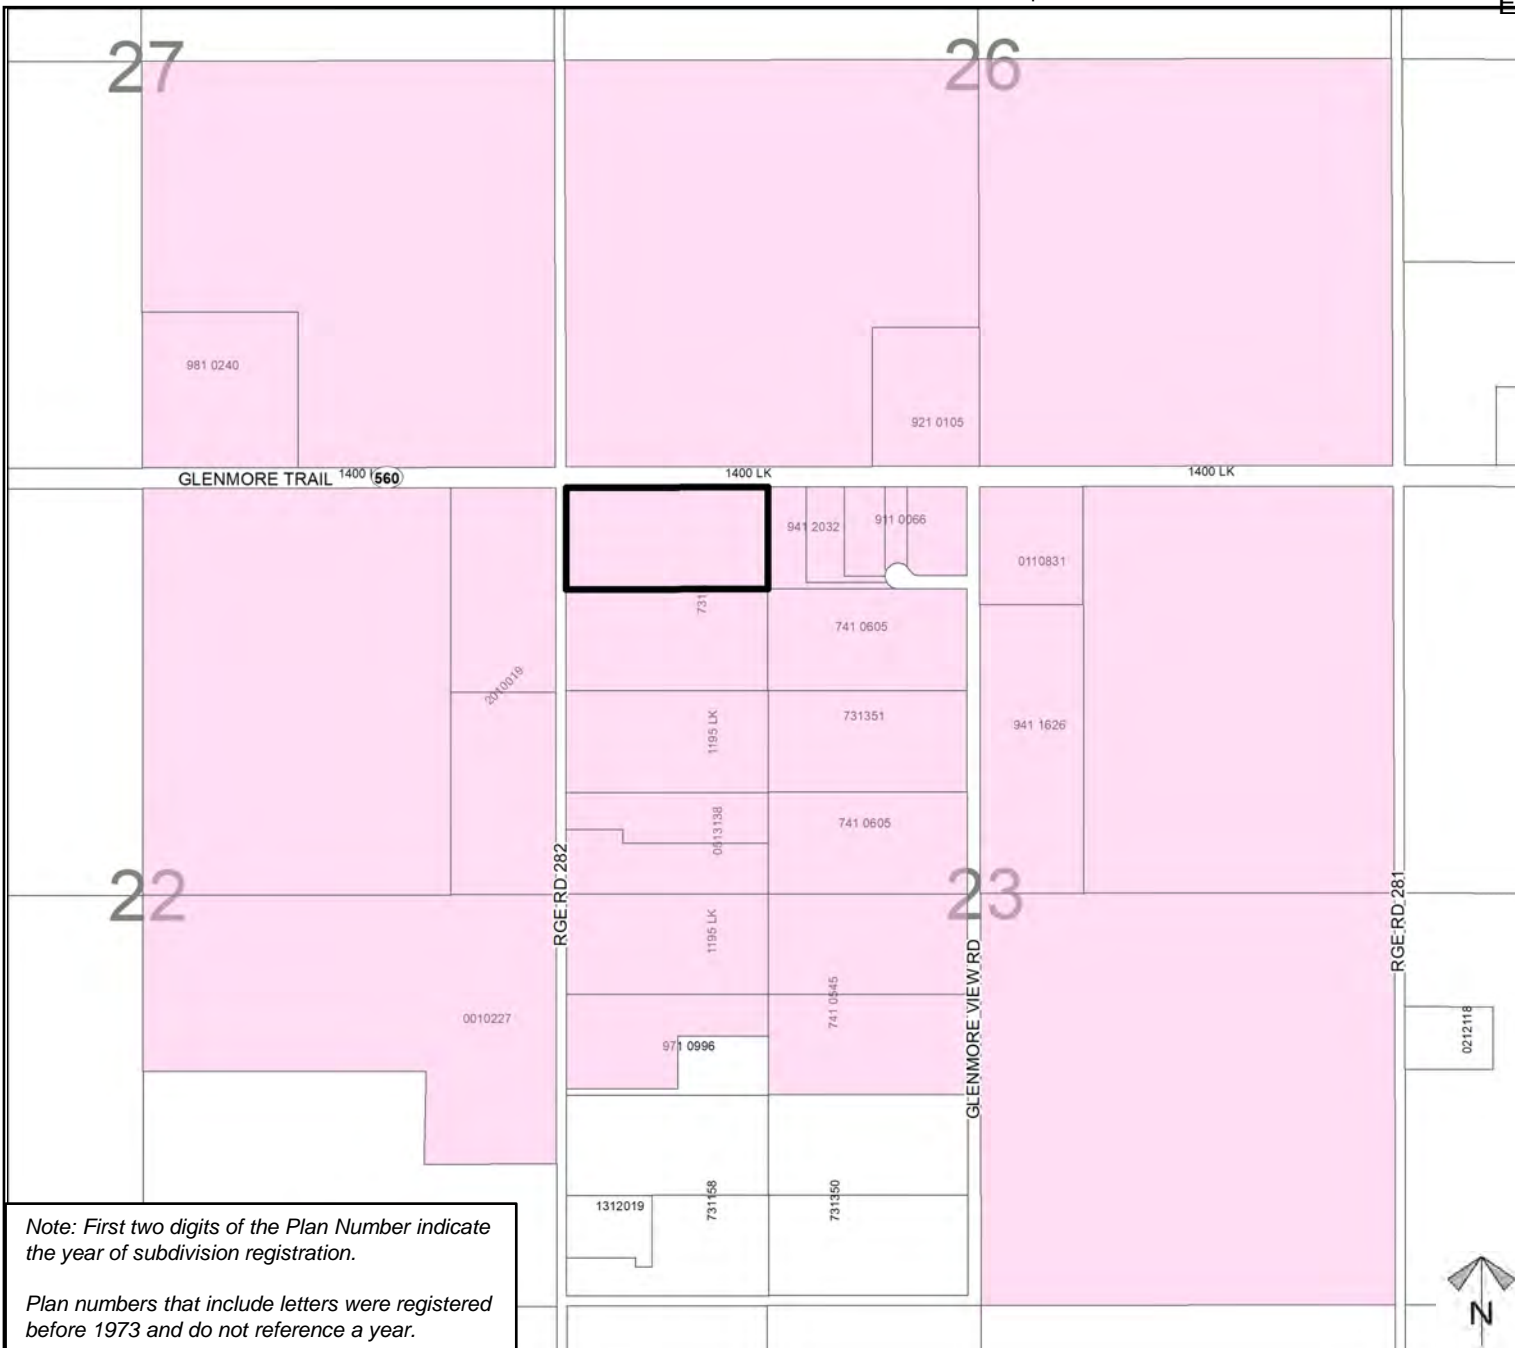 27
26
981 0240
921 0105
GLENMORE TRAIL
1400
560
1400 LK
1400 LK
941 2032
911 0066
0110831
731
741 0605
2010019
1195 LK
731351
941 1626
0513138
741 0605
22
RGE RD 282
23
RGE RD 281
1195 LK
GLENMORE VIEW RD
0010227
741 0545
971 0996
0212118
1312019
731158
731350
Note: First two digits of the Plan Number indicate
the year of subdivision registration.
Plan numbers that include letters were registered
before 1973 and do not reference a year.
N